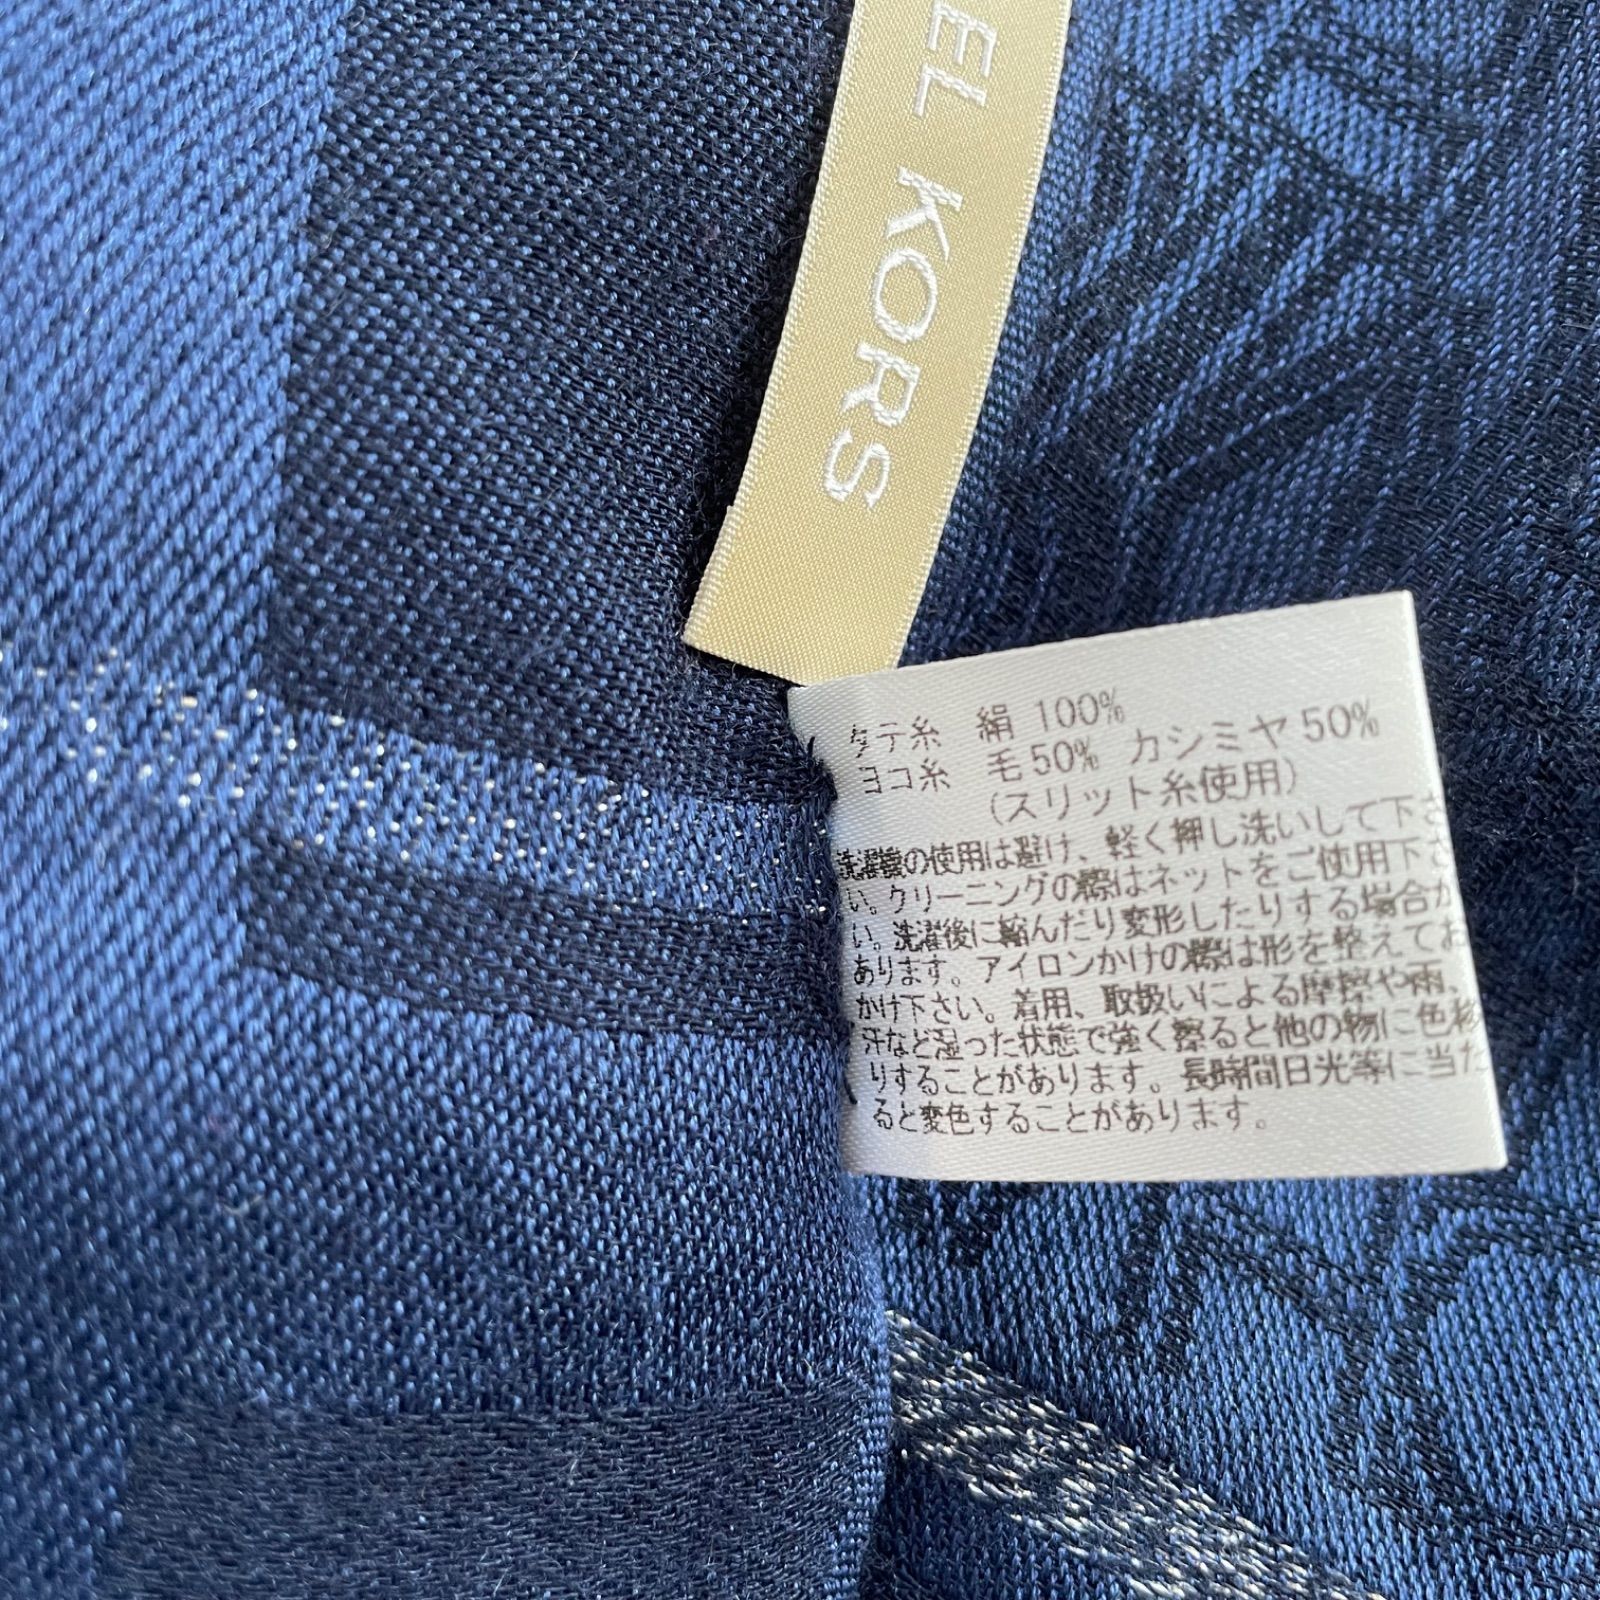 EL KORS
タテ糸 絹 100%
ヨコ糸 毛50% カシミヤ50%
(スリット糸使用)
洗濯機の使用は避け、軽く押し洗いして下さ
い。クリーニングの際はネットをご使用下さ
い。洗濯後に縮んだり変形したりする場合が
あります。アイロンかけの際は形を整えてお
かけ下さい。着用、取扱いによる摩擦や雨、
汗など湿った状態で強く擦ると他の物に色移
りすることがあります。長時間日光等に当た
ると変色することがあります。